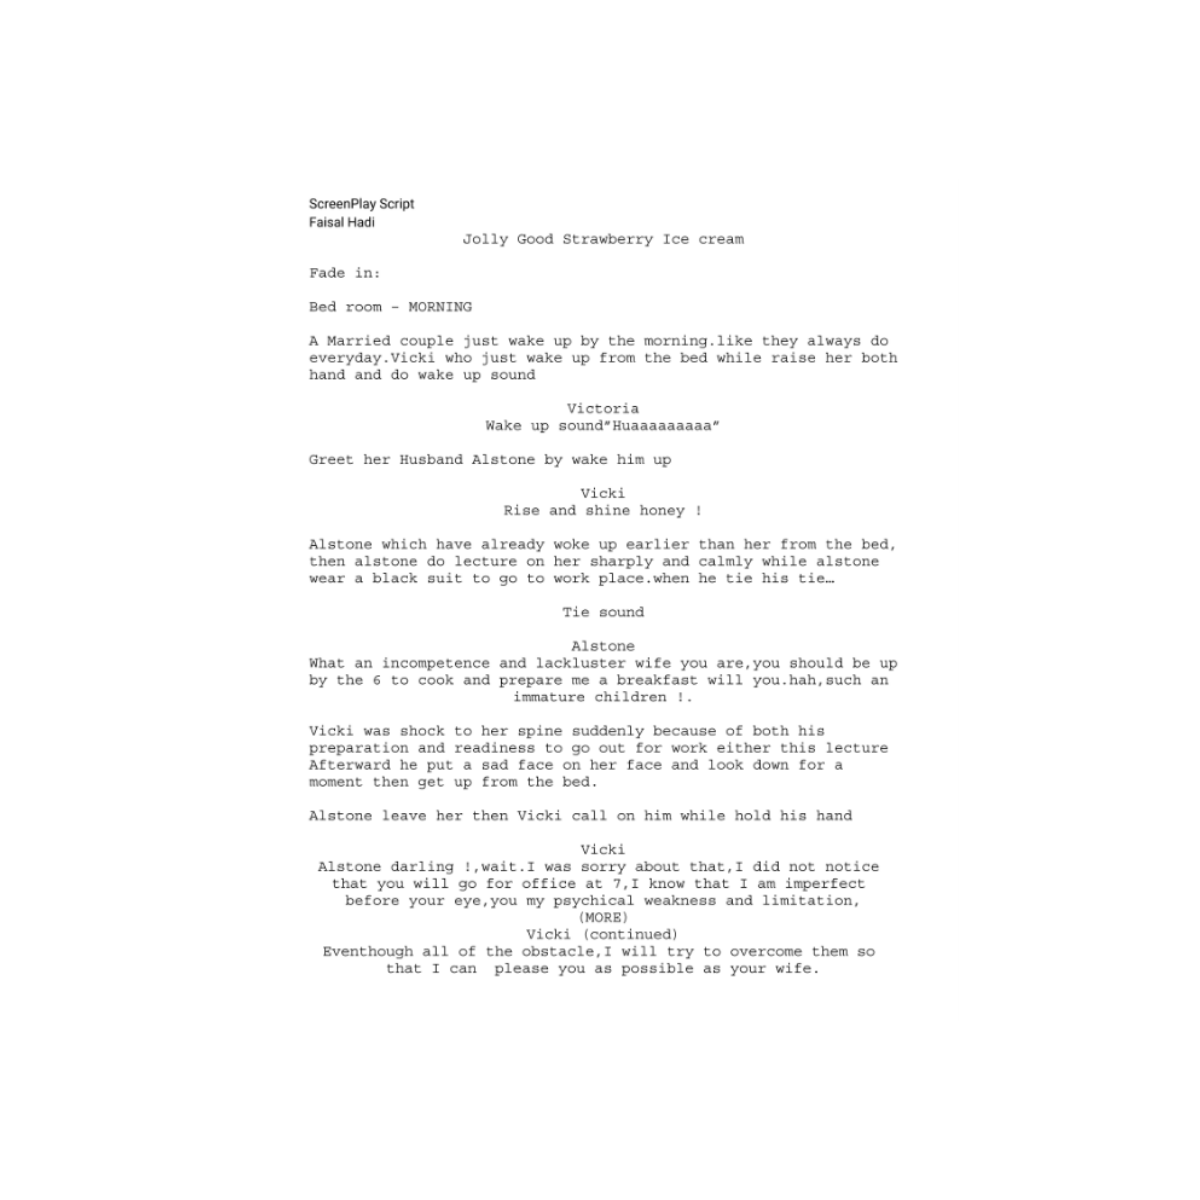 ScreenPlay Script
Faisal Hadi
Jolly Good Strawberry Ice cream
Fade in:
Bed room - MORNING
A Married couple just wake up by the morning.like they always do
everyday.Vicki who just wake up from the bed while raise her both
hand and do wake up sound
Victoria
Wake up sound"Huaaaaaaaaa"
Greet her Husband Alstone by wake him up
Vicki
Rise and shine honey !
Alstone which have already woke up earlier than her from the bed,
then alstone do lecture on her sharply and calmly while alstone
wear a black suit to go to work place.when he tie his tie…
Tie sound
Alstone
What an incompetence and lackluster wife you are,you should be up
by the 6 to cook and prepare me a breakfast will you.hah,such an
immature children !.
Vicki was shock to her spine suddenly because of both his
preparation and readiness to go out for work either this lecture
Afterward he put a sad face on her face and look down for a
moment then get up from the bed.
Alstone leave her then Vicki call on him while hold his hand
Vicki
Alstone darling !,wait.I was sorry about that,I did not notice
that you will go for office at 7,I know that I am imperfect
before your eye,you my psychical weakness and limitation,
(MORE)
Vicki (continued)
Eventhough all of the obstacle,I will try to overcome them so
that I can  please you as possible as your wife.